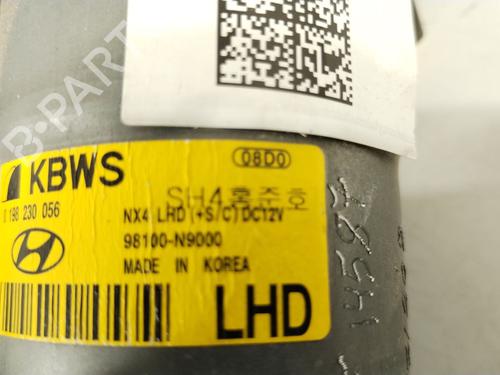 B-PARTS
KBWS
08D0
SH4홍주호
0 198 230 056
NX4 LHD (+S/C) DC12V
98100-N9000
MADE IN KOREA
LHD